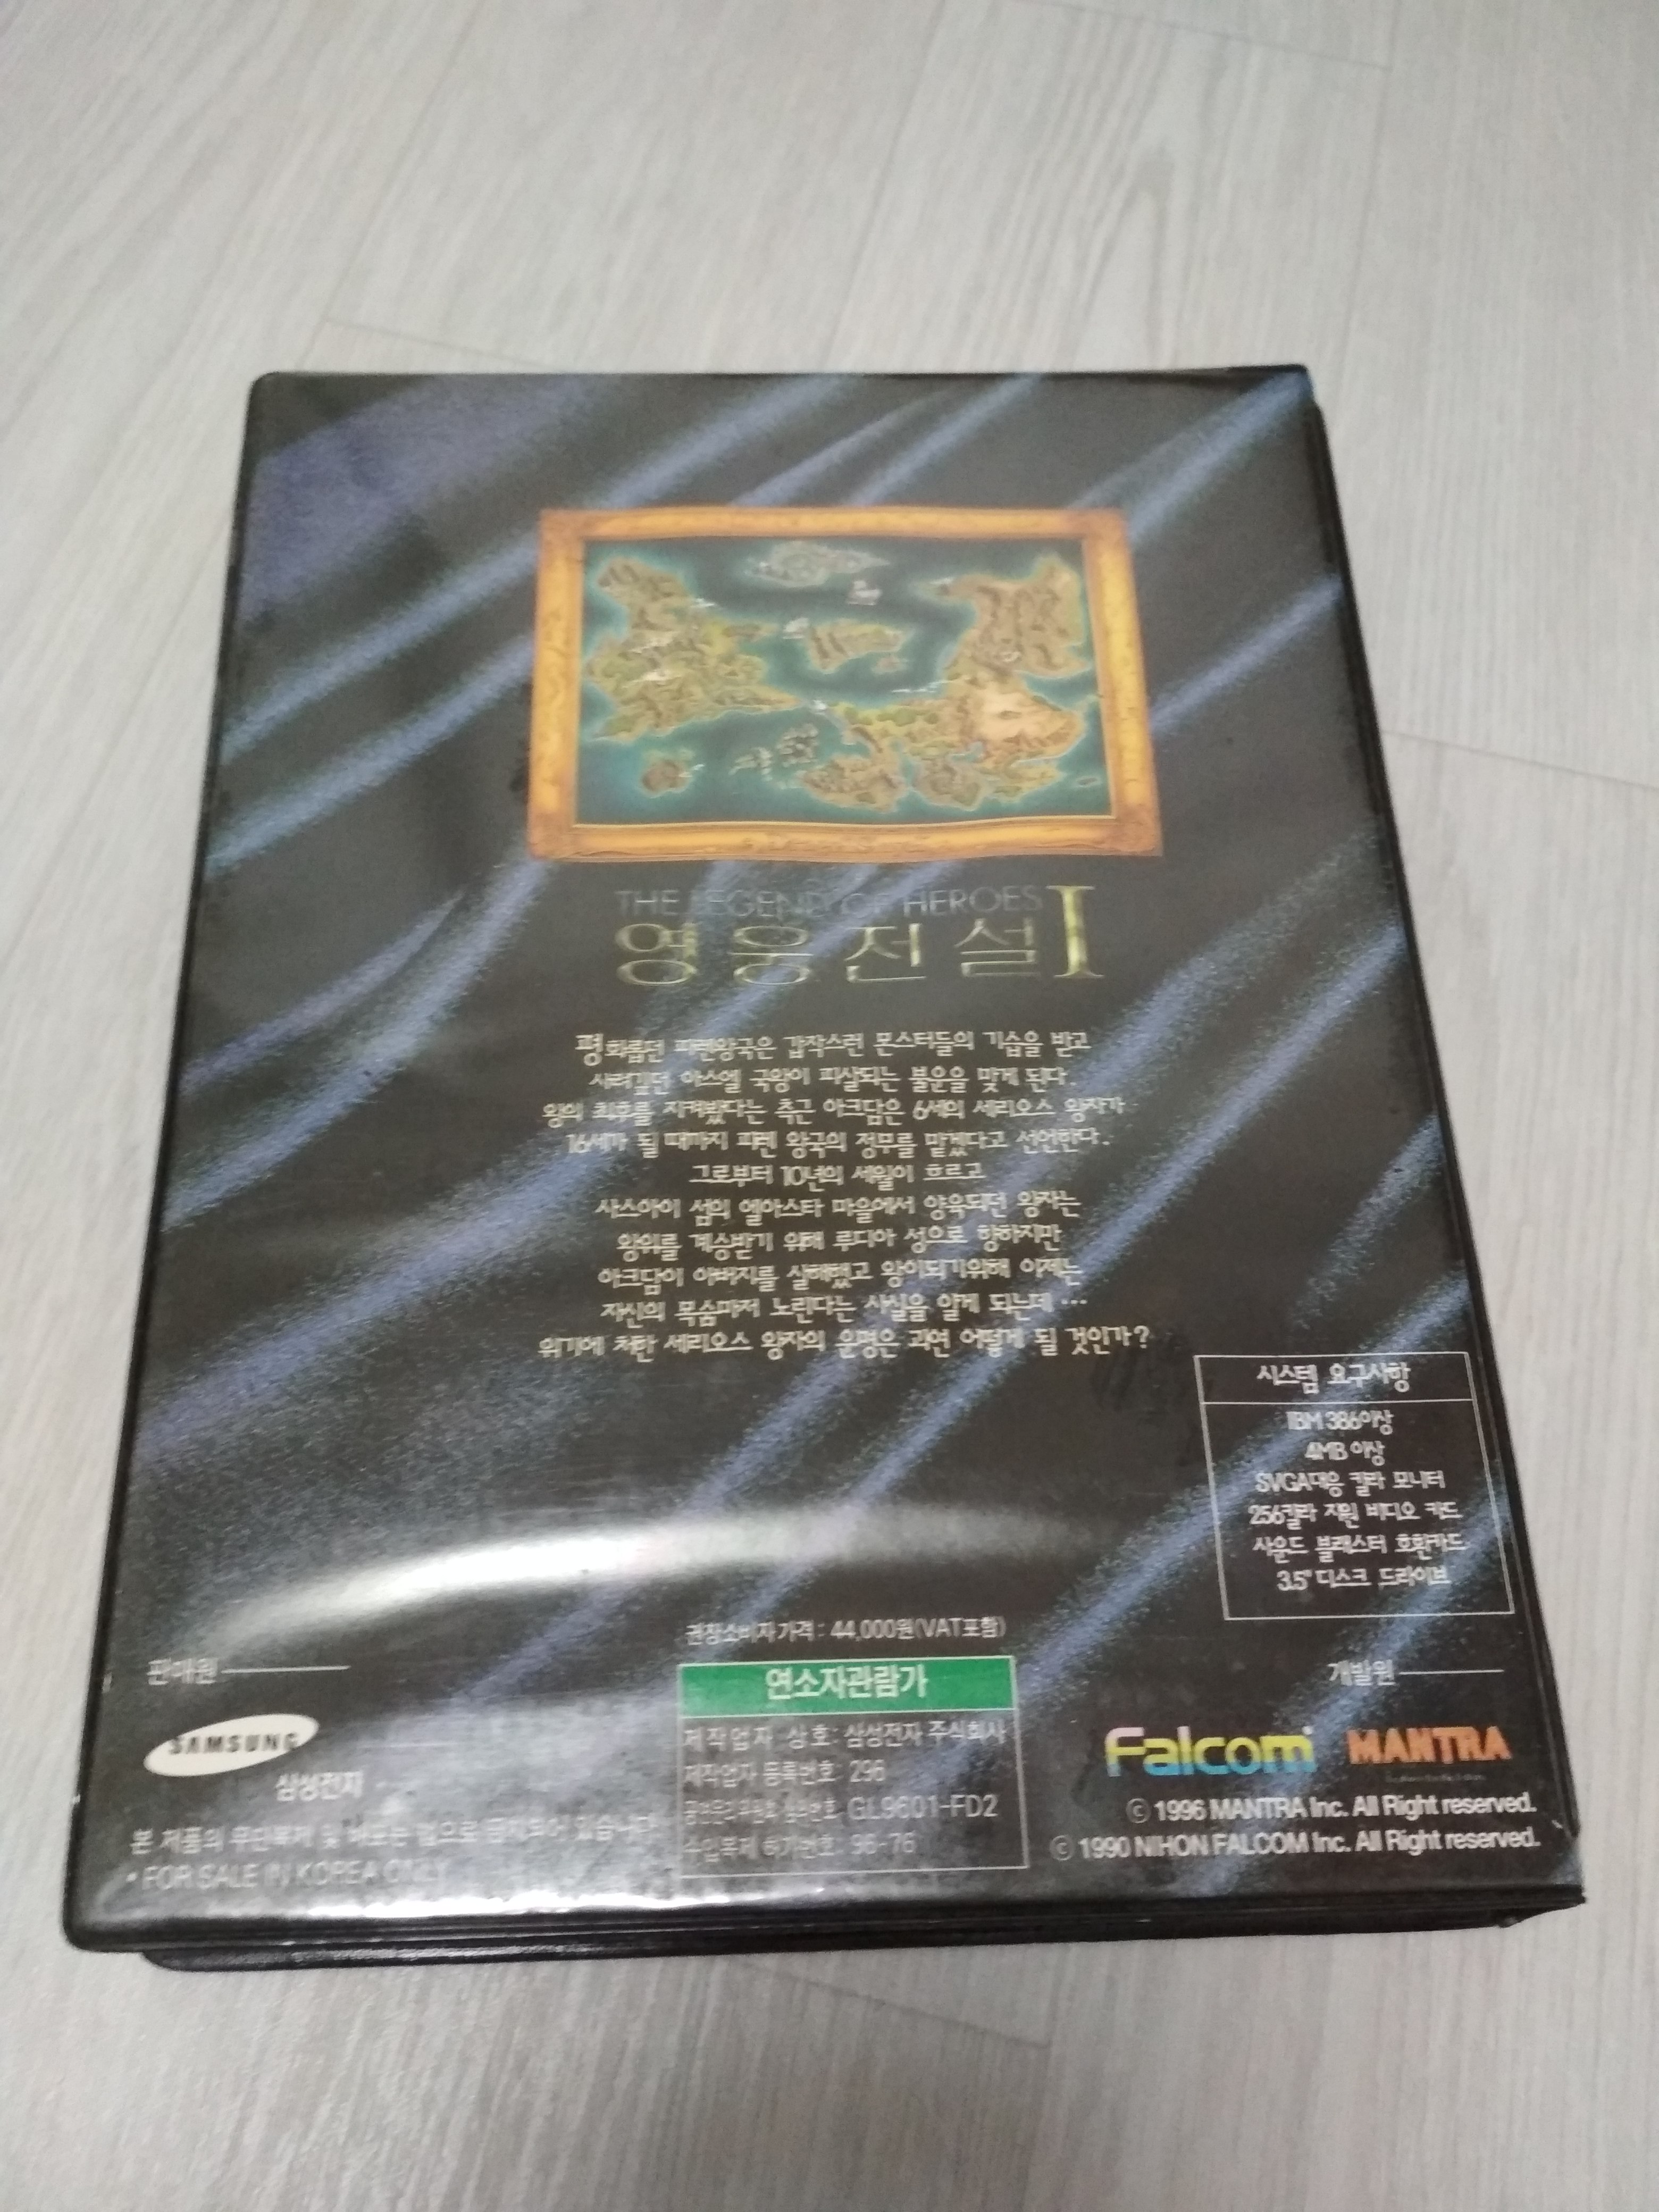 THE LEGEND OF HEROES I
영웅전설
평화롭던 피렌왕국은 갑작스런 몬스터들의 기습을 받고
사려깊던 아스엘 국왕이 피살되는 불운을 맞게 된다.
왕의 최후를 지켜봤다는 측근 아크담은 6세의 세리오스 왕자가
16세가 될 때까지 피렌 왕국의 정무를 맡겠다고 선언한다.
그로부터 10년의 세월이 흐르고
사스아이 섬의 엘아스타 마을에서 양육되던 왕자는
왕위를 계승받기 위해 루디아 성으로 향하지만
아크담이 아버지를 살해했고 왕이되기위해 이제는
자신의 목숨마저 노린다는 사실을 알게 되는데 …
위기에 처한 세리오스 왕자의 운명은 과연 어떻게 될 것인가?
시스템 요구사항
IBM 386이상
4MB 이상
SVGA대응 칼라 모니터
256칼라 지원 비디오 카드
사운드 블래스터 호환카드
3.5" 디스크 드라이브
권장소비자가격 : 44,000원(VAT포함)
판매원
SAMSUNG
삼성전자
본 제품의 무단복제 및 배포는 법으로 금지되어 있습니다
• FOR SALE IN KOREA ONLY
연소자관람가
제작업자 상호: 삼성전자 주식회사
제작업자 등록번호: 296
GL9601-FD2
수입복제 허가번호: 96-76
개발원
Falcom MANTRA
© 1996 MANTRA Inc. All Right reserved.
© 1990 NIHON FALCOM Inc. All Right reserved.